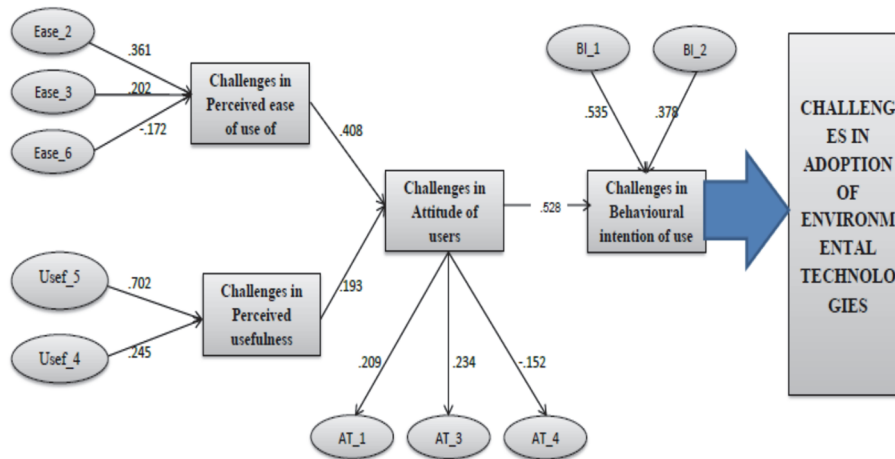 Ease_2
.361
Ease_3
.202
Ease_6
-.172
Challenges in
Perceived ease
of use of
.408
Usef_5
.702
Usef_4
.245
Challenges in
Perceived
usefulness
.193
Challenges in
Attitude of
users
.209
.234
-.152
AT_1
AT_3
AT_4
.528
BI_1
BI_2
.535
.378
Challenges in
Behavioural
intention of use
CHALLENG
ES IN
ADOPTION
OF
ENVIRONM
ENTAL
TECHNOLO
GIES